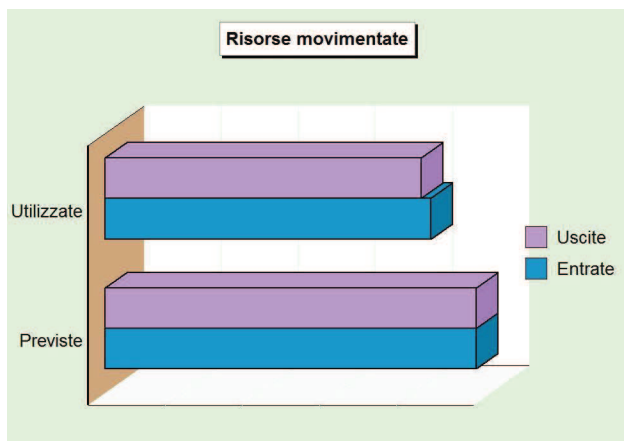 Risorse movimentate
Utilizzate
Uscite
Entrate
Previste